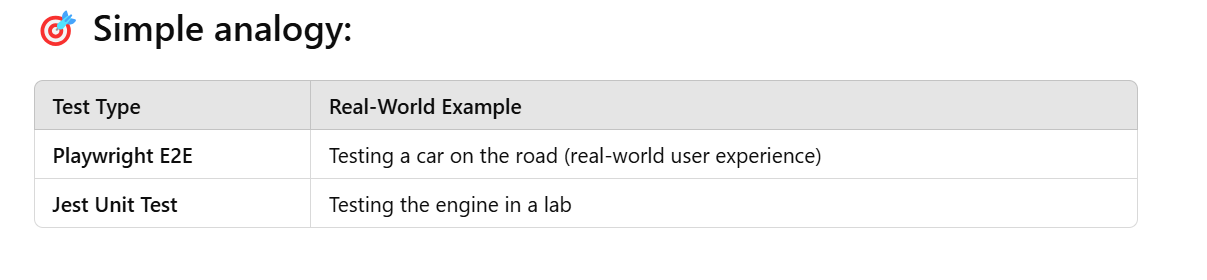 Simple analogy:
Test Type Real-World Example
Playwright E2E Testing a car on the road (real-world user experience)
Jest Unit Test Testing the engine in a lab